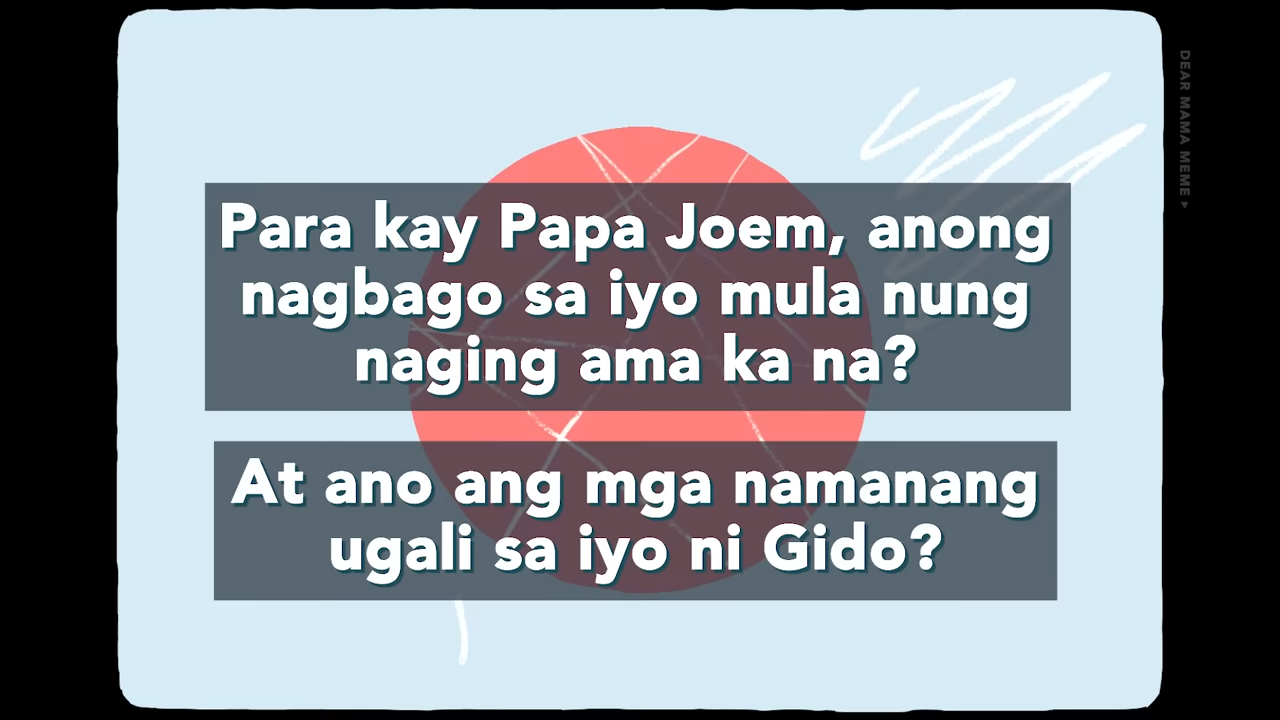 Para kay Papa Joem, anong
nagbago sa iyo mula nung
naging ama ka na?
At ano ang mga namanang
ugali sa iyo ni Gido?
DEAR MAMA MEME